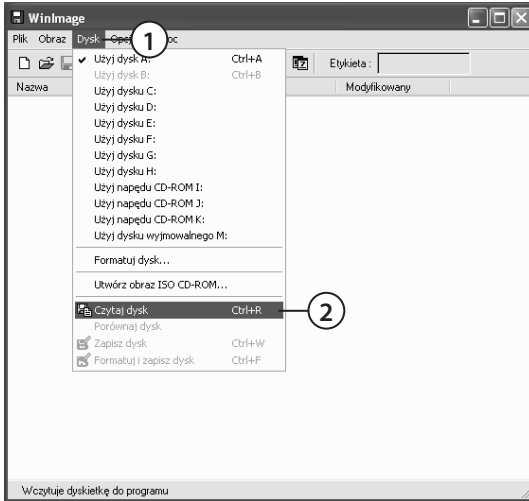 WinImage
Plik Obraz Dysk
1
Etykieta :
Nazwa Modyfikowany
Użyj dysk A: Ctrl+A
Użyj dysk B: Ctrl+B
Użyj dysku C:
Użyj dysku D:
Użyj dysku E:
Użyj dysku F:
Użyj dysku G:
Użyj dysku H:
Użyj napędu CD-ROM I:
Użyj napędu CD-ROM J:
Użyj napędu CD-ROM K:
Użyj dysku wyjmowalnego M:
Formatuj dysk...
Utwórz obraz ISO CD-ROM...
Czytaj dysk Ctrl+R
2
Porównaj dysk
Zapisz dysk Ctrl+W
Formatuj i zapisz dysk Ctrl+F
Wczytuje dyskietkę do programu